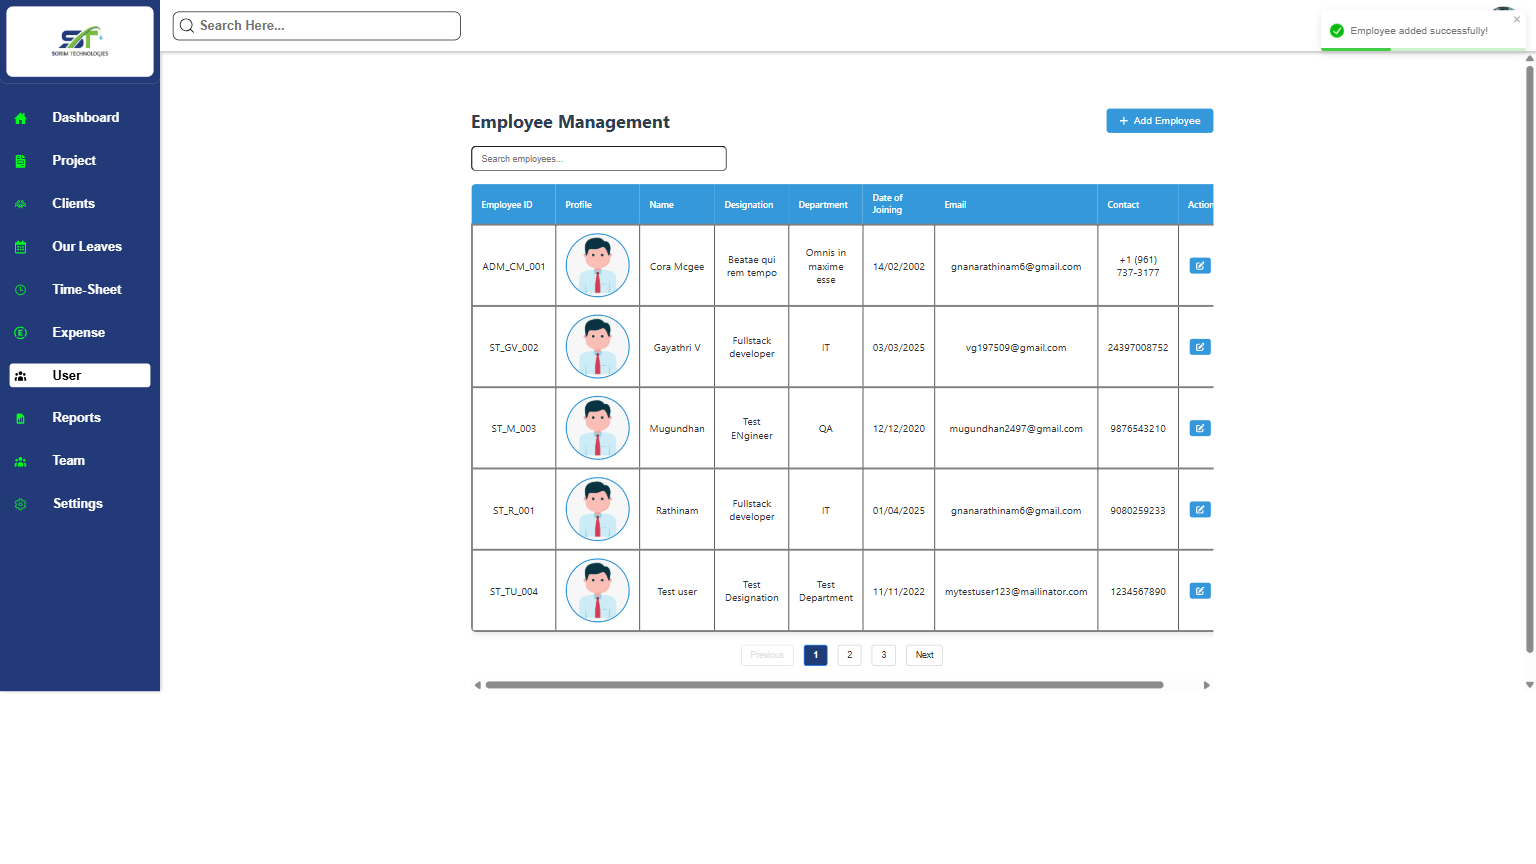 ST
SORIM TECHNOLOGIES
Search Here...
Employee added successfully!
Dashboard
Project
Clients
Our Leaves
Time-Sheet
Expense
User
Reports
Team
Settings
Employee Management
+ Add Employee
Search employees...
Employee ID Profile Name Designation Department Date of Joining Email Contact Action
ADM_CM_001 Cora Mcgee Beatae qui rem tempo Omnis in maxime esse 14/02/2002 gnanarathinam6@gmail.com +1 (961) 737-3177
ST_GV_002 Gayathri V Fullstack developer IT 03/03/2025 vg197509@gmail.com 24397008752
ST_M_003 Mugundhan Test ENgineer QA 12/12/2020 mugundhan2497@gmail.com 9876543210
ST_R_001 Rathinam Fullstack developer IT 01/04/2025 gnanarathinam6@gmail.com 9080259233
ST_TU_004 Test user Test Designation Test Department 11/11/2022 mytestuser123@mailinator.com 1234567890
Previous 1 2 3 Next